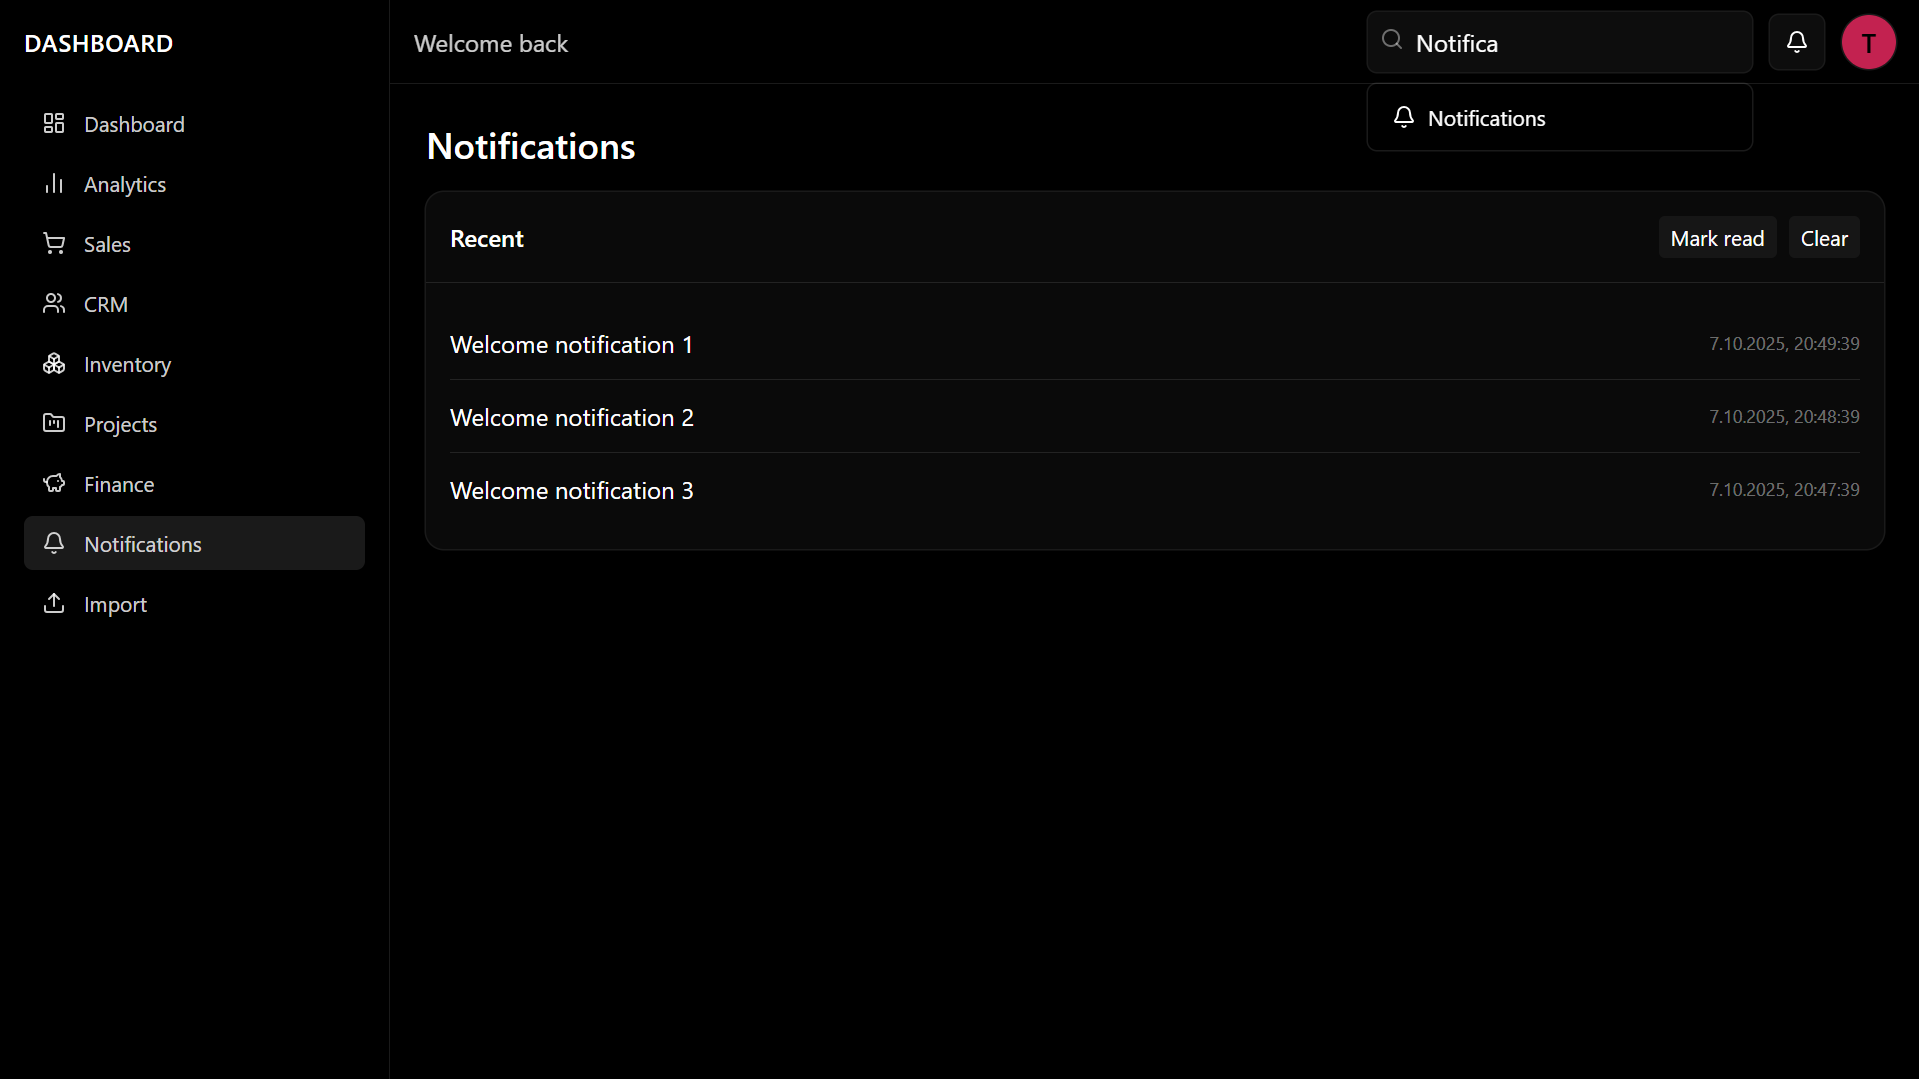 DASHBOARD
Dashboard
Analytics
Sales
CRM
Inventory
Projects
Finance
Notifications
Import
Welcome back
Notifica
T
Notifications
Notifications
Recent
Mark read
Clear
Welcome notification 1
7.10.2025, 20:49:39
Welcome notification 2
7.10.2025, 20:48:39
Welcome notification 3
7.10.2025, 20:47:39